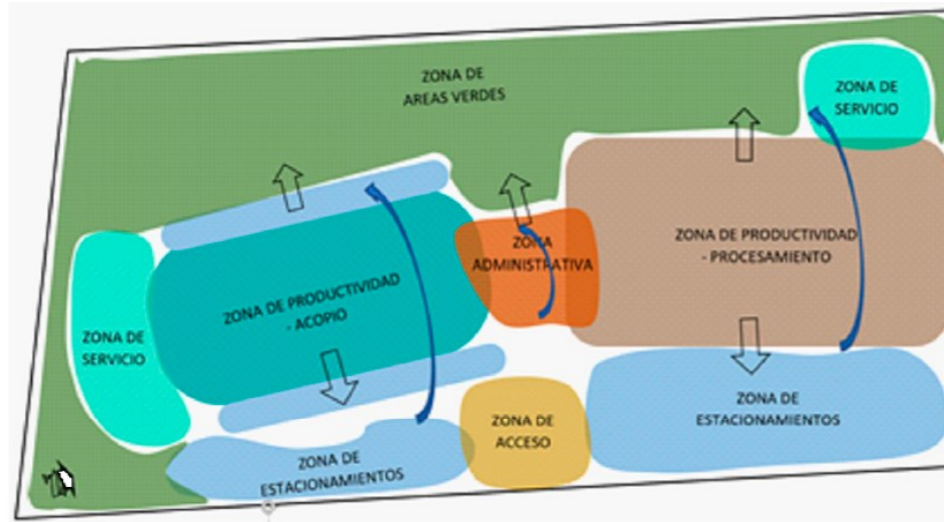 ZONA DE
AREAS VERDES
ZONA DE
SERVICIO
ZONA DE PRODUCTIVIDAD
- PROCESAMIENTO
ZONA
ADMINISTRATIVA
ZONA DE PRODUCTIVIDAD
- ACOPIO
ZONA DE
SERVICIO
ZONA DE
ESTACIONAMIENTOS
ZONA DE
ACCESO
ZONA DE
ESTACIONAMIENTOS